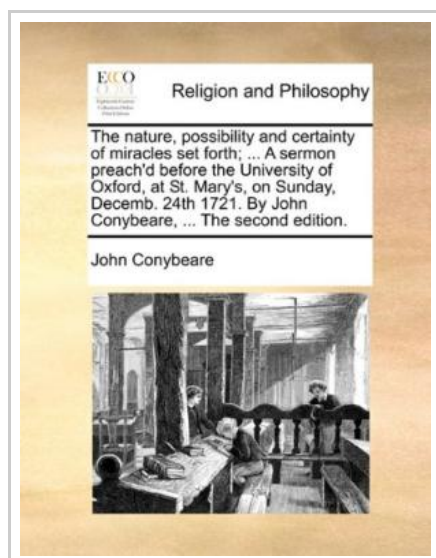 ECCO
Religion and Philosophy
The nature, possibility and certainty
of miracles set forth; ... A sermon
preach'd before the University of
Oxford, at St. Mary's, on Sunday,
Decemb. 24th 1721. By John
Conybeare, ... The second edition.
John Conybeare